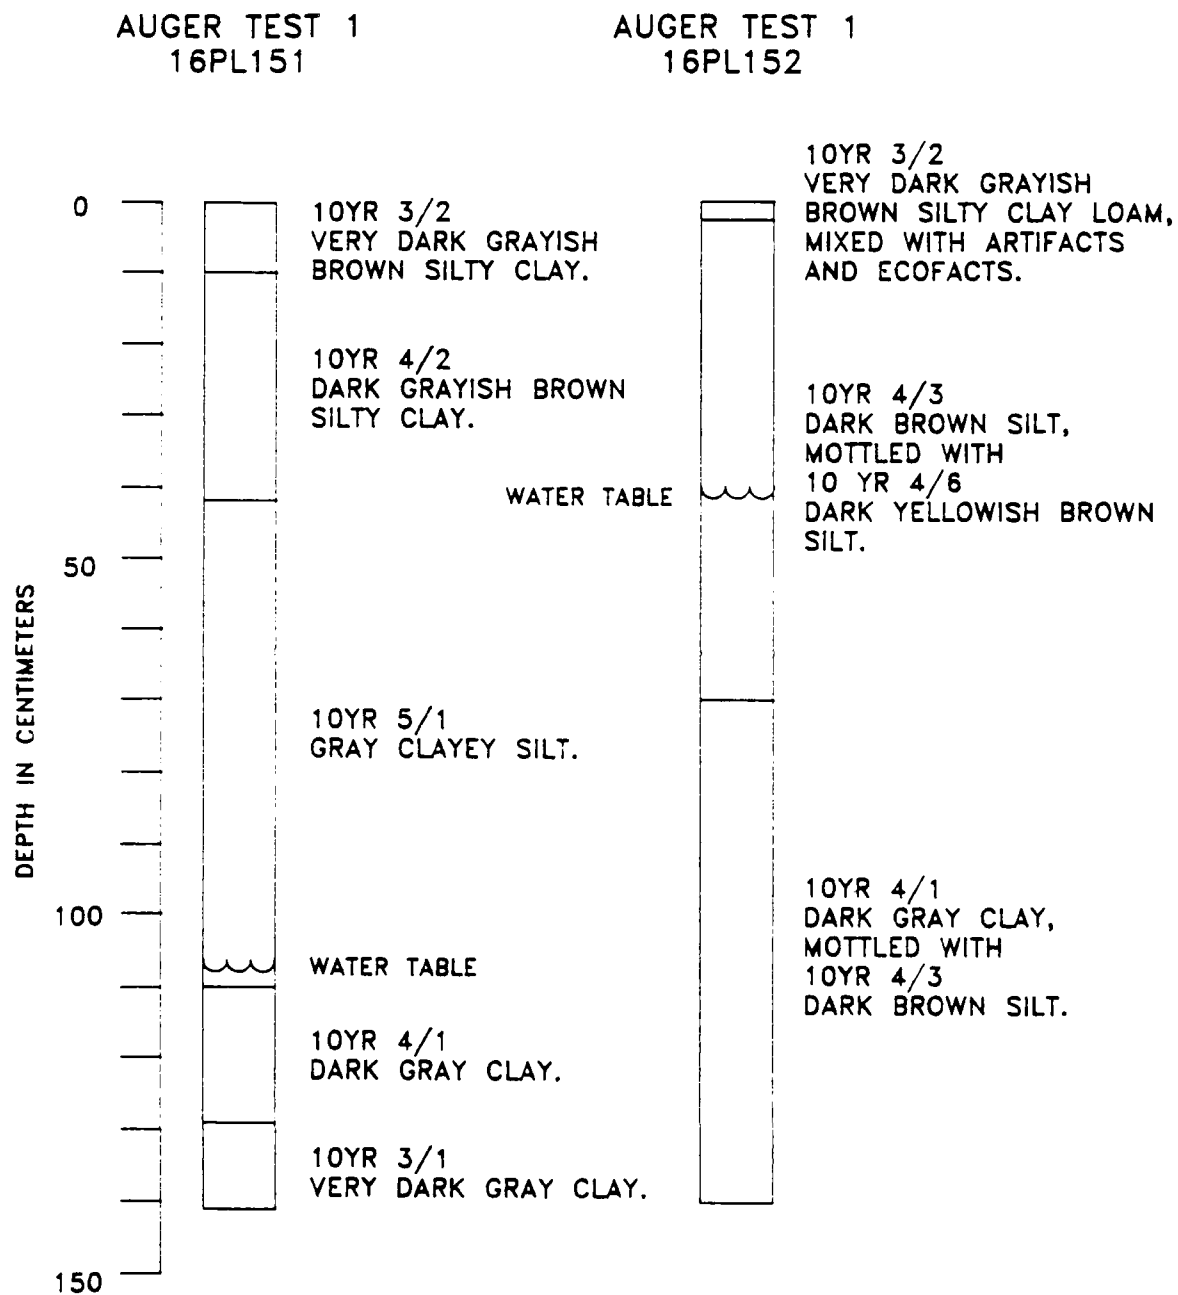 AUGER TEST 1
16PL151
AUGER TEST 1
16PL152
DEPTH IN CENTIMETERS
0
50
100
150
10YR 3/2
VERY DARK GRAYISH
BROWN SILTY CLAY.
10YR 4/2
DARK GRAYISH BROWN
SILTY CLAY.
10YR 5/1
GRAY CLAYEY SILT.
WATER TABLE
10YR 4/1
DARK GRAY CLAY.
10YR 3/1
VERY DARK GRAY CLAY.
10YR 3/2
VERY DARK GRAYISH
BROWN SILTY CLAY LOAM,
MIXED WITH ARTIFACTS
AND ECOFACTS.
10YR 4/3
DARK BROWN SILT,
MOTTLED WITH
10 YR 4/6
DARK YELLOWISH BROWN
SILT.
WATER TABLE
10YR 4/1
DARK GRAY CLAY,
MOTTLED WITH
10YR 4/3
DARK BROWN SILT.